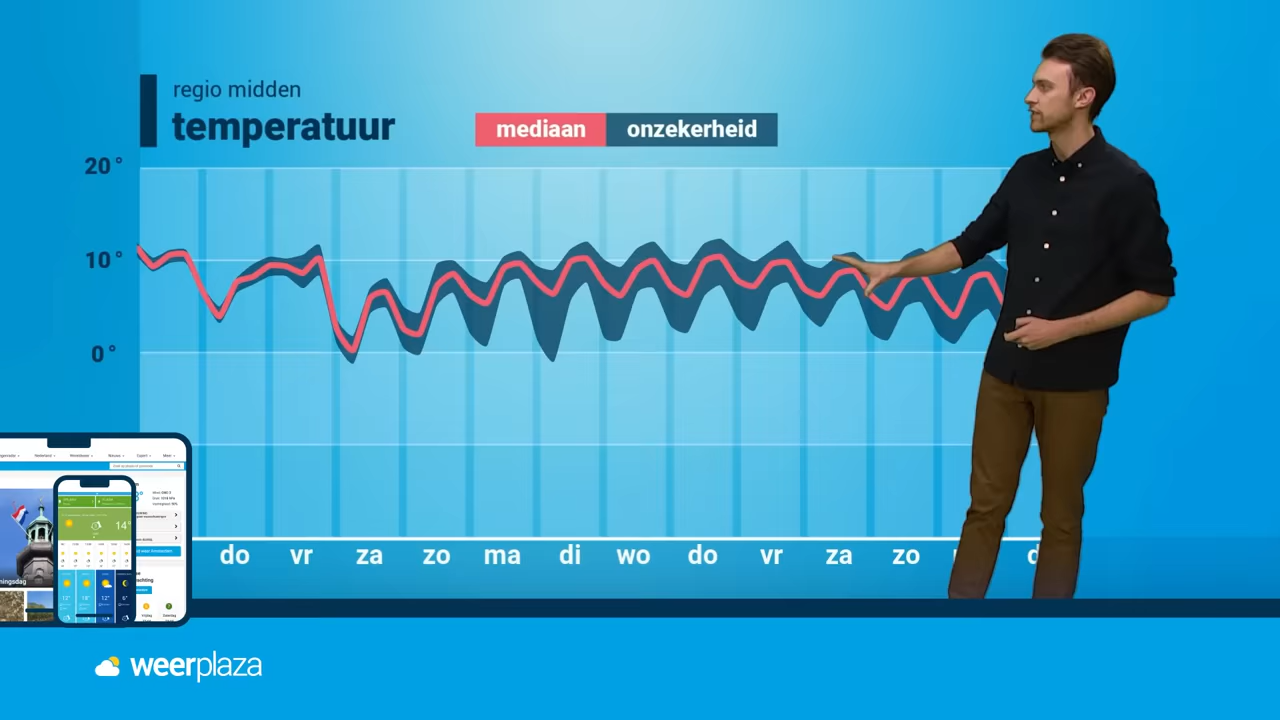 regio midden
temperatuur
mediaan onzekerheid
20°
10°
0°
do vr za zo ma di wo do vr za zo
14°
weerplaza